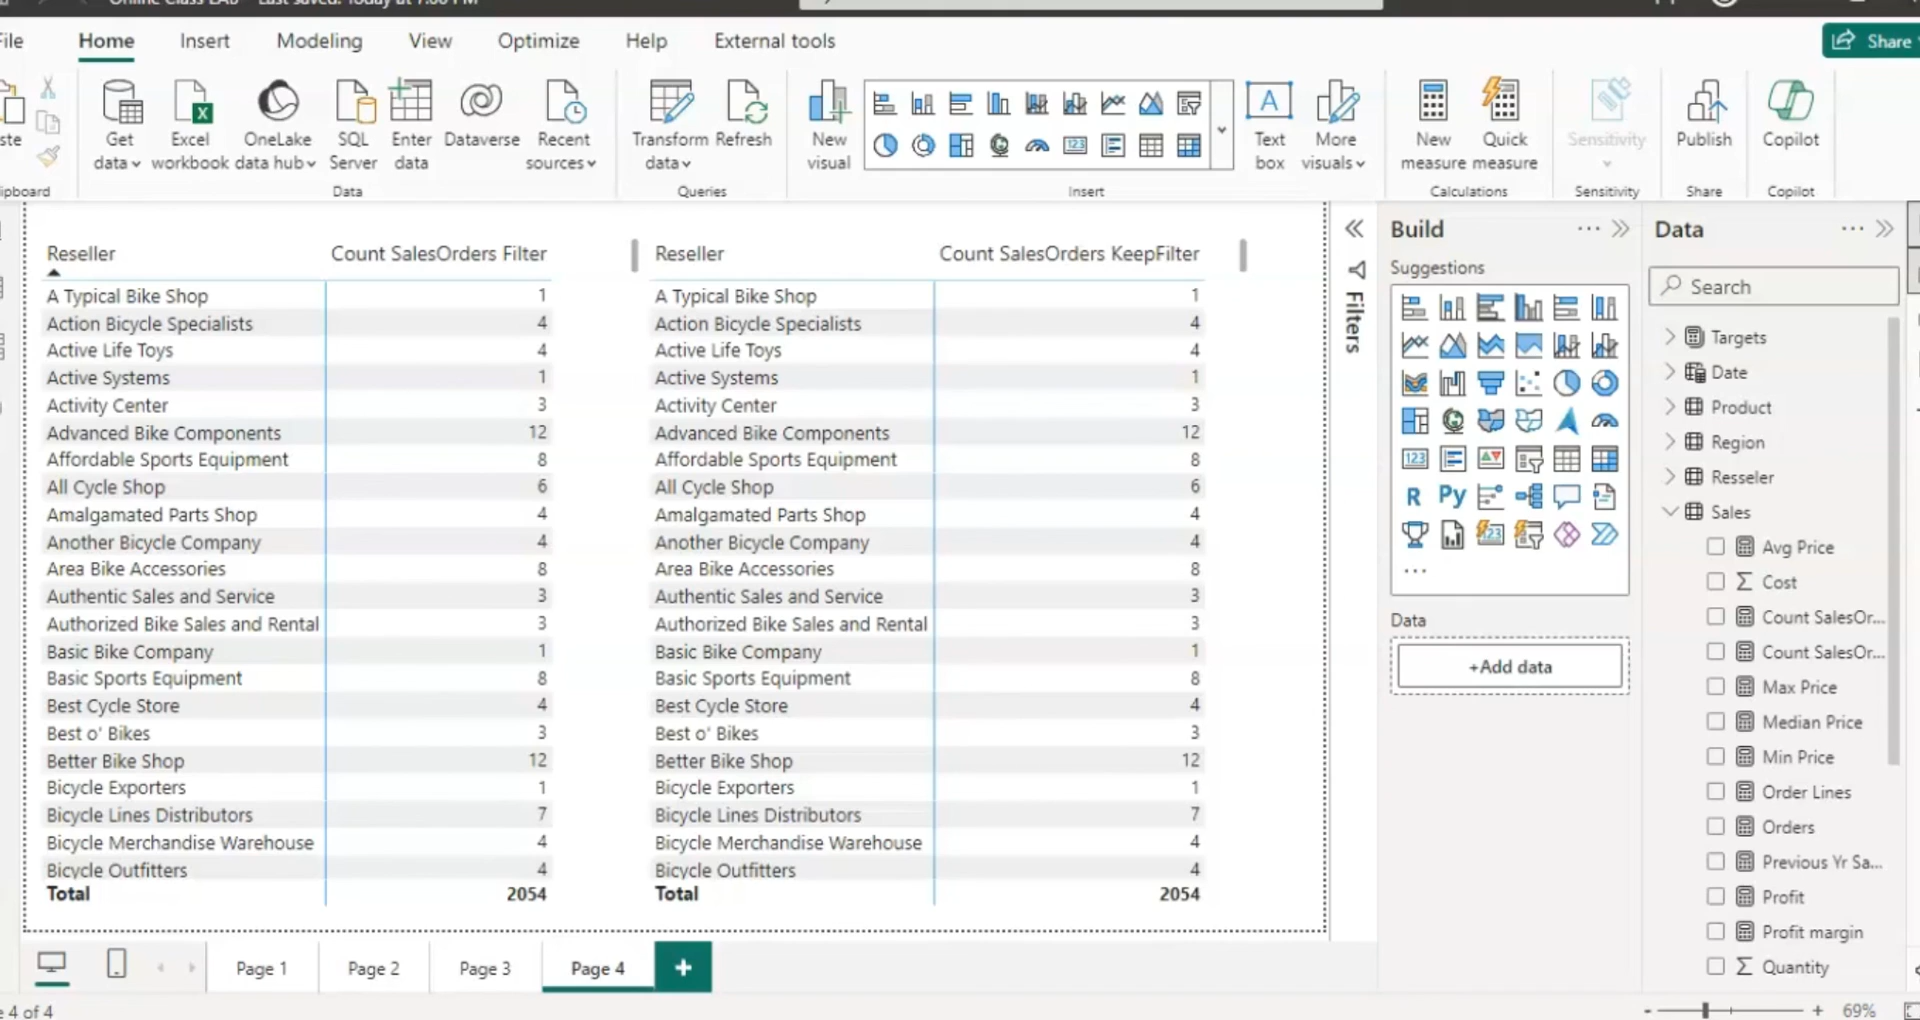 Online Class LAB - Last saved: Today at 7:00 PM
File Home Insert Modeling View Optimize Help External tools Share
Get data Excel workbook OneLake data hub SQL Server Enter data Dataverse Recent sources Transform data Refresh New visual Text box More visuals New measure Quick measure Sensitivity Publish Copilot
Data Queries Insert Calculations Sensitivity Share Copilot
Reseller Count SalesOrders Filter
A Typical Bike Shop 1
Action Bicycle Specialists 4
Active Life Toys 4
Active Systems 1
Activity Center 3
Advanced Bike Components 12
Affordable Sports Equipment 8
All Cycle Shop 6
Amalgamated Parts Shop 4
Another Bicycle Company 4
Area Bike Accessories 8
Authentic Sales and Service 3
Authorized Bike Sales and Rental 3
Basic Bike Company 1
Basic Sports Equipment 8
Best Cycle Store 4
Best o' Bikes 3
Better Bike Shop 12
Bicycle Exporters 1
Bicycle Lines Distributors 7
Bicycle Merchandise Warehouse 4
Bicycle Outfitters 4
Total 2054
Reseller Count SalesOrders KeepFilter
A Typical Bike Shop 1
Action Bicycle Specialists 4
Active Life Toys 4
Active Systems 1
Activity Center 3
Advanced Bike Components 12
Affordable Sports Equipment 8
All Cycle Shop 6
Amalgamated Parts Shop 4
Another Bicycle Company 4
Area Bike Accessories 8
Authentic Sales and Service 3
Authorized Bike Sales and Rental 3
Basic Bike Company 1
Basic Sports Equipment 8
Best Cycle Store 4
Best o' Bikes 3
Better Bike Shop 12
Bicycle Exporters 1
Bicycle Lines Distributors 7
Bicycle Merchandise Warehouse 4
Bicycle Outfitters 4
Total 2054
Filters
Build
Suggestions
123
R Py
123
...
Data
+Add data
Data
Search
Targets
Date
Product
Region
Resseler
Sales
Avg Price
Cost
Count SalesOr...
Count SalesOr...
Max Price
Median Price
Min Price
Order Lines
Orders
Previous Yr Sa...
Profit
Profit margin
Quantity
Page 1 Page 2 Page 3 Page 4 +
4 of 4
- + 69%